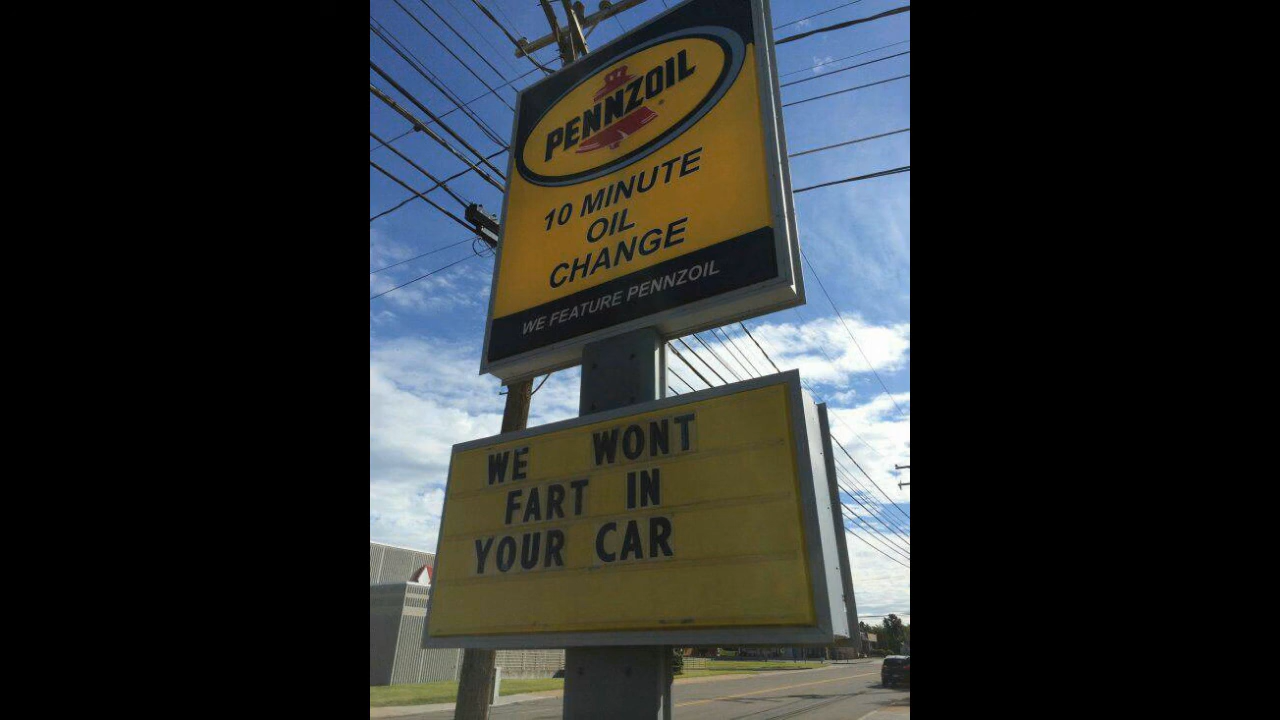 PENNZOIL
10 MINUTE
OIL
CHANGE
WE FEATURE PENNZOIL
WE WONT
FART IN
YOUR CAR